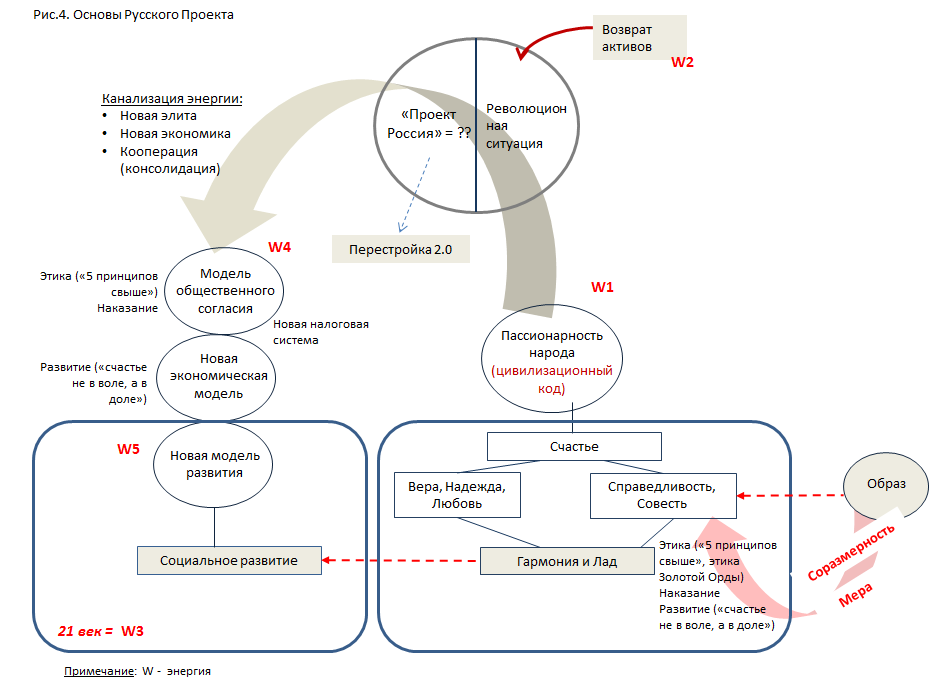 Рис.4. Основы Русского Проекта
Возврат
активов
W2
Канализация энергии:
• Новая элита
• Новая экономика
• Кооперация
(консолидация)
«Проект
Россия» = ??
Революцион
ная
ситуация
Перестройка 2.0
W4
Этика («5 принципов
свыше»)
Наказание
Модель
общественного
согласия
Новая налоговая
система
W1
Пассионарность
народа
(цивилизационный
код)
Развитие («счастье
не в воле, а в
доле»)
Новая
экономическая
модель
W5
Новая модель
развития
Социальное развитие
21 век = W3
Счастье
Вера, Надежда,
Любовь
Справедливость,
Совесть
Гармония и Лад
Образ
Этика («5 принципов
свыше», этика
Золотой Орды)
Наказание
Развитие («счастье
не в воле, а в доле»)
Соразмерность
Мера
Примечание: W - энергия